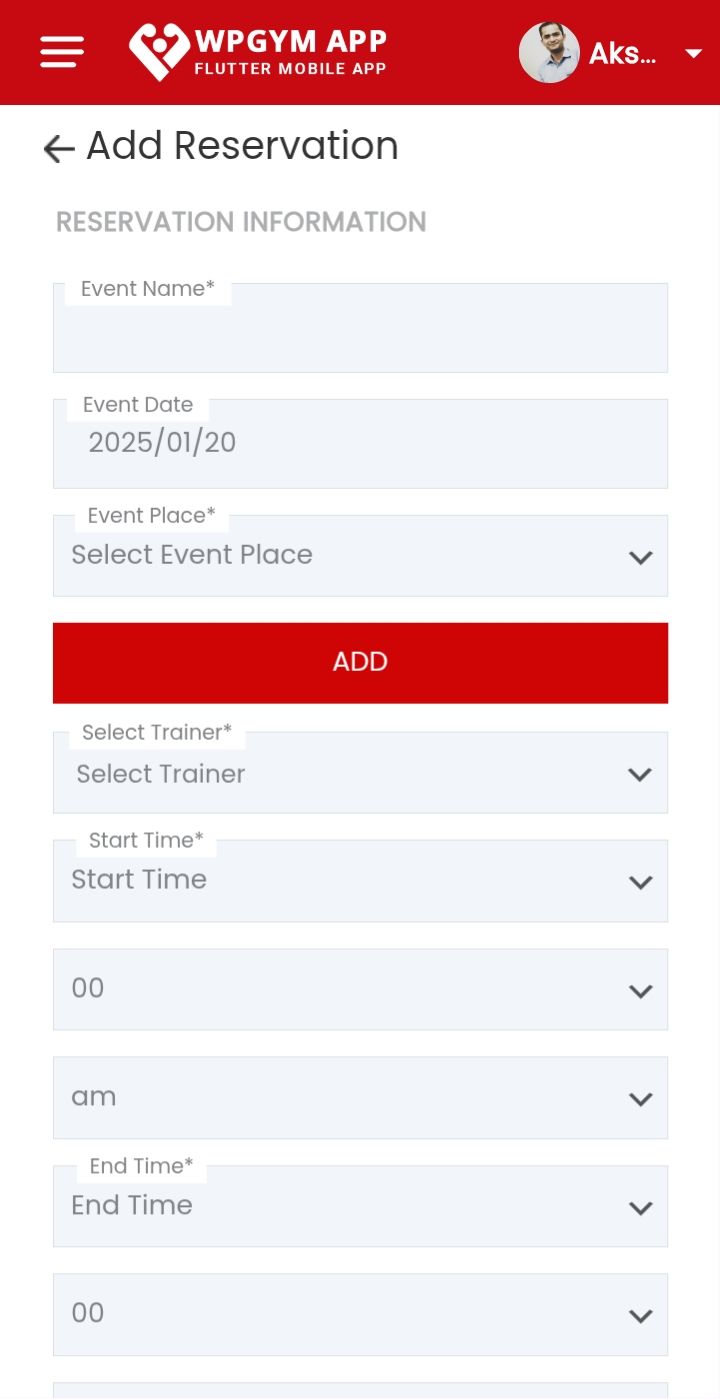 WPGYM APP
FLUTTER MOBILE APP
Aks...
Add Reservation
RESERVATION INFORMATION
Event Name*
Event Date
2025/01/20
Event Place*
Select Event Place
ADD
Select Trainer*
Select Trainer
Start Time*
Start Time
00
am
End Time*
End Time
00